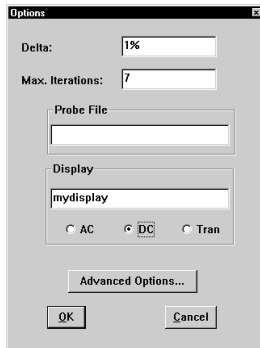 Options
Delta: 1%
Max. Iterations: 7
Probe File
Display
mydisplay
AC DC Tran
Advanced Options...
OK Cancel